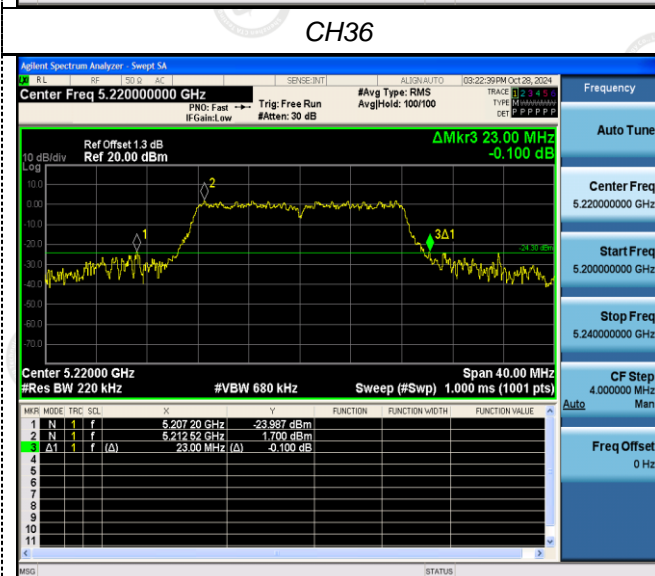 CH36
Agilent Spectrum Analyzer - Swept SA
RL RF 50 Ω AC SENSE:INT ALIGN AUTO 03:22:39 PM Oct 28, 2024
Center Freq 5.220000000 GHz
PNO: Fast
IFGain:Low
Trig: Free Run
#Atten: 30 dB
#Avg Type: RMS
Avg|Hold: 100/100
TRACE 1 2 3 4 5 6
TYPE M
DET P P P P P P
Ref Offset 1.3 dB
10 dB/div Ref 20.00 dBm
Log
ΔMkr3 23.00 MHz
-0.100 dB
10.0
0.00
-10.0
-20.0
-30.0
-40.0
-50.0
-60.0
-70.0
1
2
3Δ1
-24.30 dBm
Center 5.22000 GHz Span 40.00 MHz
#Res BW 220 kHz #VBW 680 kHz Sweep (#Swp) 1.000 ms (1001 pts)
MKR MODE TRC SCL X Y FUNCTION FUNCTION WIDTH FUNCTION VALUE
1 N 1 f 5.207 20 GHz -23.987 dBm
2 N 1 f 5.212 52 GHz 1.700 dBm
3 Δ1 1 f (Δ) 23.00 MHz (Δ) -0.100 dB
4
5
6
7
8
9
10
11
MSG STATUS
Frequency
Auto Tune
Center Freq
5.220000000 GHz
Start Freq
5.200000000 GHz
Stop Freq
5.240000000 GHz
CF Step
4.000000 MHz
Auto Man
Freq Offset
0 Hz